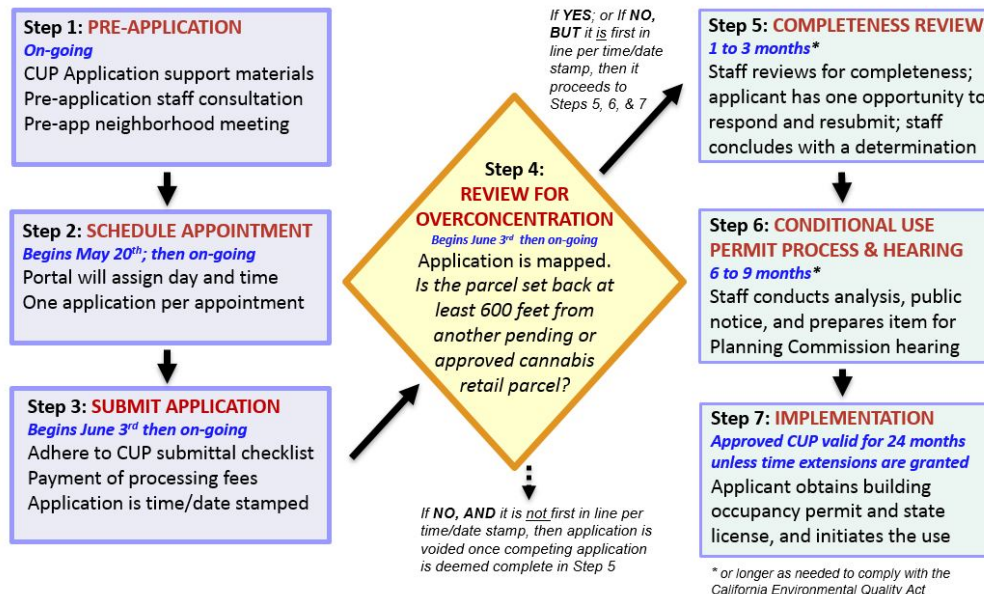 Step 1: PRE-APPLICATION
On-going
CUP Application support materials
Pre-application staff consultation
Pre-app neighborhood meeting
Step 2: SCHEDULE APPOINTMENT
Begins May 20th; then on-going
Portal will assign day and time
One application per appointment
Step 3: SUBMIT APPLICATION
Begins June 3rd then on-going
Adhere to CUP submittal checklist
Payment of processing fees
Application is time/date stamped
Step 4:
REVIEW FOR
OVERCONCENTRATION
Begins June 3rd then on-going
Application is mapped.
Is the parcel set back at
least 600 feet from
another pending or
approved cannabis
retail parcel?
If YES; or If NO,
BUT it is first in
line per time/date
stamp, then it
proceeds to
Steps 5, 6, & 7
If NO, AND it is not first in line per
time/date stamp, then application is
voided once competing application
is deemed complete in Step 5
Step 5: COMPLETENESS REVIEW
1 to 3 months*
Staff reviews for completeness;
applicant has one opportunity to
respond and resubmit; staff
concludes with a determination
Step 6: CONDITIONAL USE
PERMIT PROCESS & HEARING
6 to 9 months*
Staff conducts analysis, public
notice, and prepares item for
Planning Commission hearing
Step 7: IMPLEMENTATION
Approved CUP valid for 24 months
unless time extensions are granted
Applicant obtains building
occupancy permit and state
license, and initiates the use
* or longer as needed to comply with the
California Environmental Quality Act